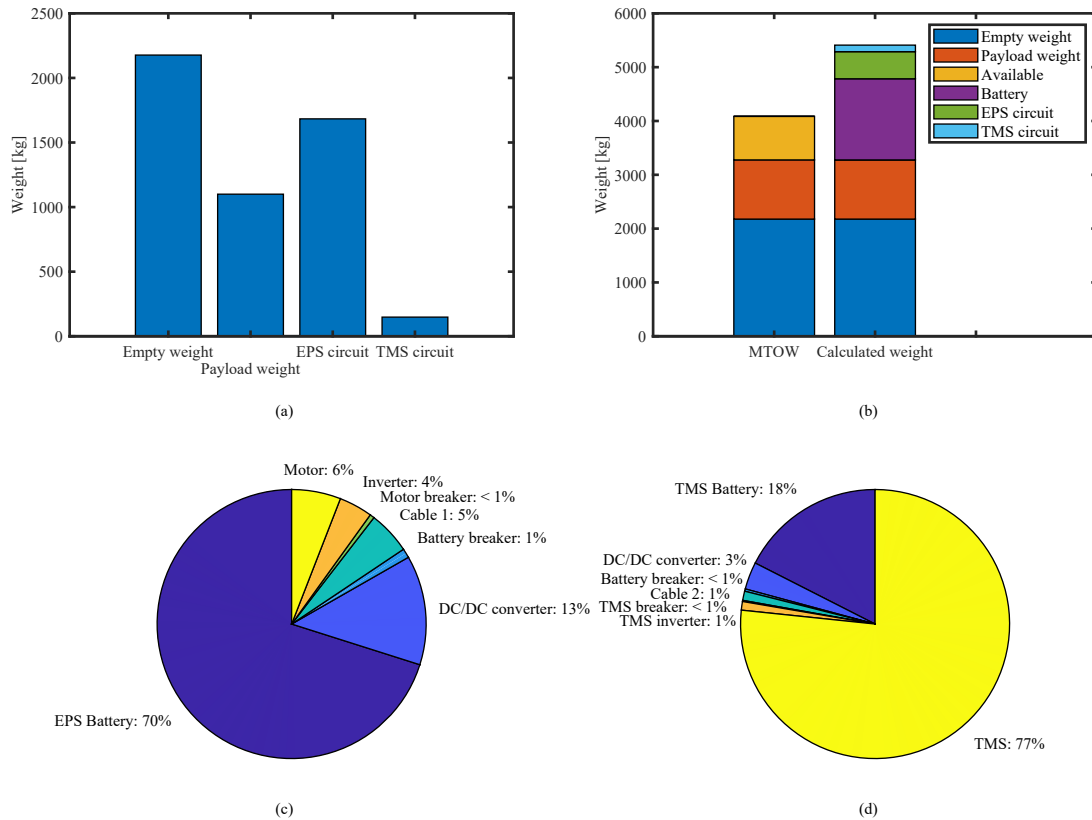 2500
2000
1500
1000
500
0
Weight [kg]
Empty weight
Payload weight
EPS circuit
TMS circuit
(a)
6000
5000
4000
3000
2000
1000
0
Weight [kg]
MTOW
Calculated weight
Empty weight
Payload weight
Available
Battery
EPS circuit
TMS circuit
(b)
Motor: 6%
Inverter: 4%
Motor breaker: < 1%
Cable 1: 5%
Battery breaker: 1%
DC/DC converter: 13%
EPS Battery: 70%
(c)
TMS Battery: 18%
DC/DC converter: 3%
Battery breaker: < 1%
Cable 2: 1%
TMS breaker: < 1%
TMS inverter: 1%
TMS: 77%
(d)